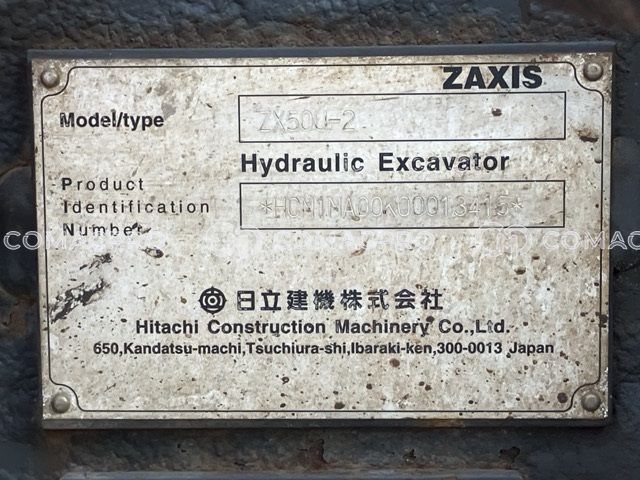 ZAXIS
Model/type ZX50U-2
Hydraulic Excavator
Product
Identification
Number
日立建機株式会社
Hitachi Construction Machinery Co.,Ltd.
650,Kandatsu-machi,Tsuchiura-shi,Ibaraki-ken,300-0013 Japan